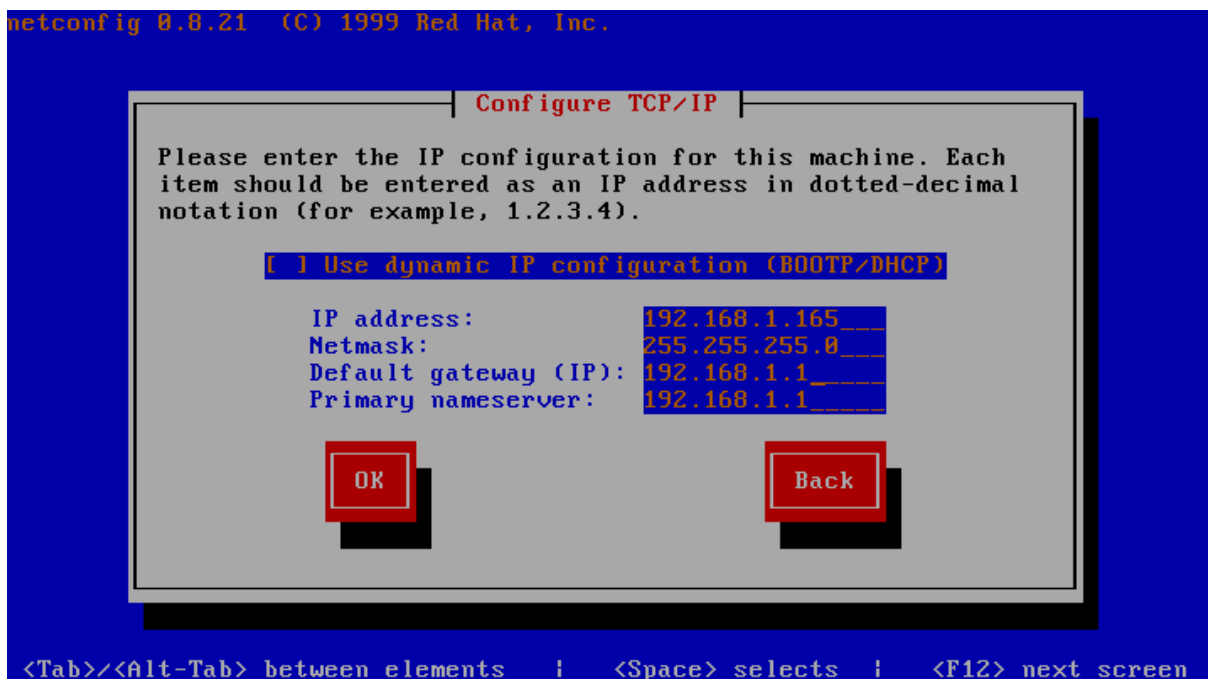 netconfig 0.8.21 (C) 1999 Red Hat, Inc.
Configure TCP/IP
Please enter the IP configuration for this machine. Each
item should be entered as an IP address in dotted-decimal
notation (for example, 1.2.3.4).
[ ] Use dynamic IP configuration (BOOTP/DHCP)
IP address: 192.168.1.165___
Netmask: 255.255.255.0___
Default gateway (IP): 192.168.1.1_____
Primary nameserver: 192.168.1.1_____
OK Back
<Tab>/<Alt-Tab> between elements | <Space> selects | <F12> next screen